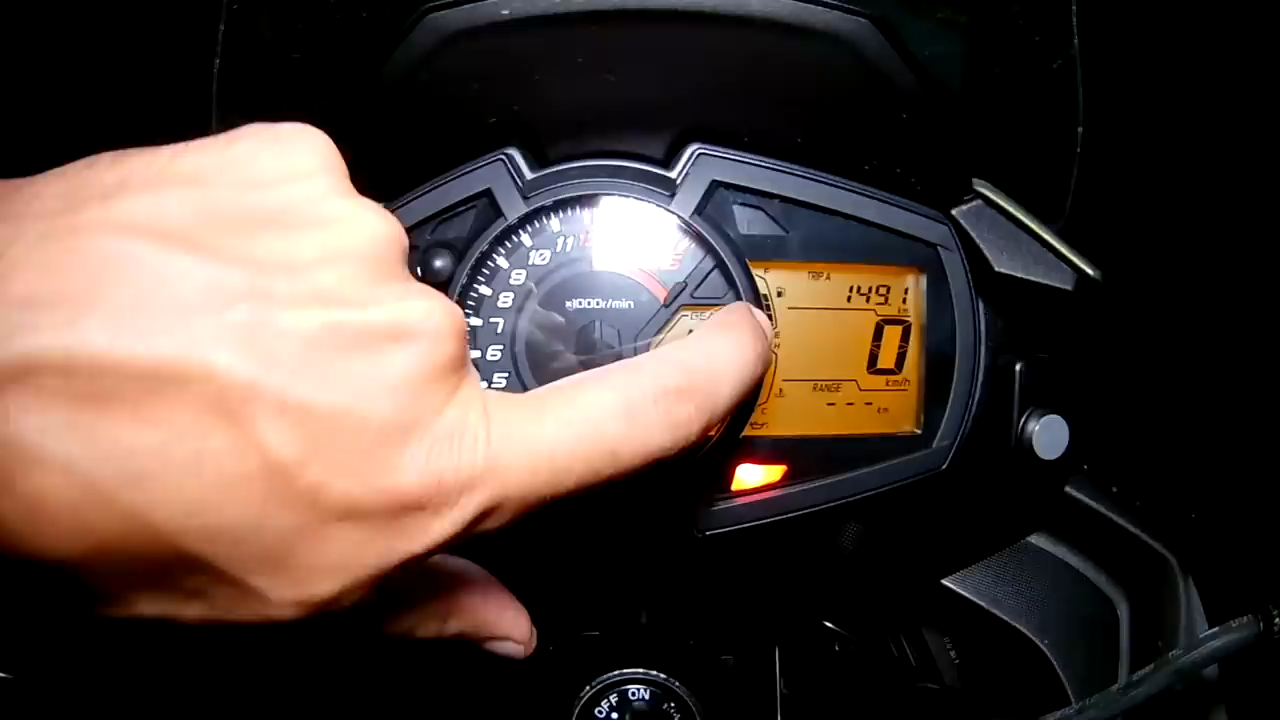 11
10
9
8
7
6
5
x1000r/min
GEA
F
E
H
C
TRIP A
149.1
km
0
km/h
RANGE
--- km
OFF
ON